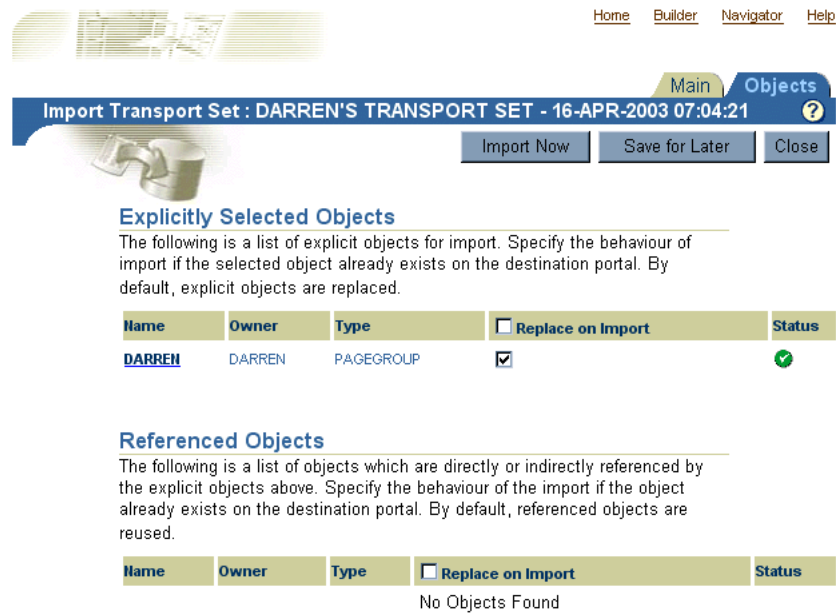 Home Builder Navigator Help
Main Objects
Import Transport Set : DARREN'S TRANSPORT SET - 16-APR-2003 07:04:21 ?
Import Now Save for Later Close
Explicitly Selected Objects
The following is a list of explicit objects for import. Specify the behaviour of
import if the selected object already exists on the destination portal. By
default, explicit objects are replaced.
Name Owner Type Replace on Import Status
DARREN DARREN PAGEGROUP
Referenced Objects
The following is a list of objects which are directly or indirectly referenced by
the explicit objects above. Specify the behaviour of the import if the object
already exists on the destination portal. By default, referenced objects are
reused.
Name Owner Type Replace on Import Status
No Objects Found